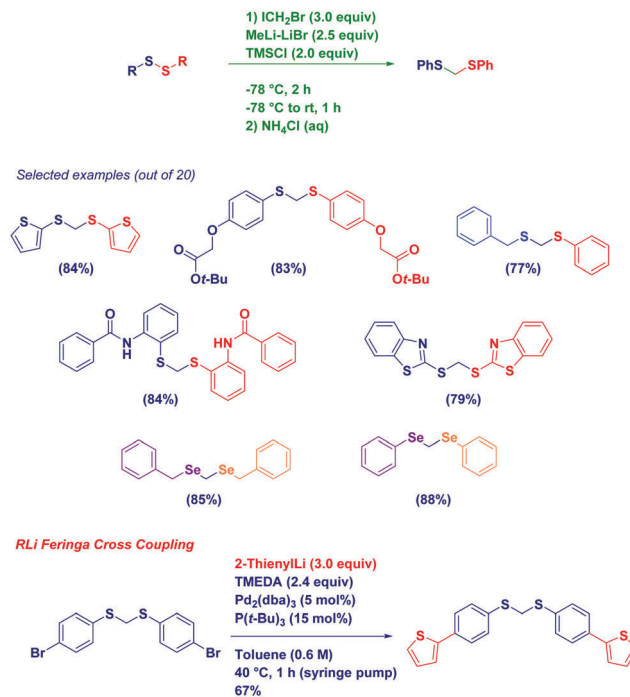 1) ICH2Br (3.0 equiv)
MeLi-LiBr (2.5 equiv)
TMSCl (2.0 equiv)
R S S R
PhS SPh
-78 °C, 2 h
-78 °C to rt, 1 h
2) NH4Cl (aq)
Selected examples (out of 20)
S S S S
(84%)
S S
O O
O O
Ot-Bu Ot-Bu
(83%)
S S
(77%)
O O
N H NH
S S
(84%)
N N
S S S S
(79%)
Se Se
(85%)
Se Se
(88%)
RLi Feringa Cross Coupling
2-ThienylLi (3.0 equiv)
TMEDA (2.4 equiv)
Pd2(dba)3 (5 mol%)
P(t-Bu)3 (15 mol%)
S S
Br Br
S S
S S
Toluene (0.6 M)
40 °C, 1 h (syringe pump)
67%